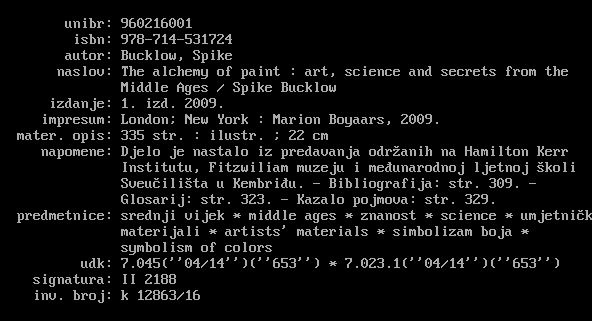 unibr: 960216001
isbn: 978-714-531724
autor: Bucklow, Spike
naslov: The alchemy of paint : art, science and secrets from the
Middle Ages / Spike Bucklow
izdanje: 1. izd. 2009.
impresum: London; New York : Marion Boyaars, 2009.
mater. opis: 335 str. : ilustr. ; 22 cm
napomene: Djelo je nastalo iz predavanja održanih na Hamilton Kerr
Institutu, Fitzwiliam muzeju i međunarodnoj ljetnoj školi
Sveučilišta u Kembriđu. - Bibliografija: str. 309. -
Glosarij: str. 323. - Kazalo pojmova: str. 329.
predmetnice: srednji vijek * middle ages * znanost * science * umjetničk
materijali * artists' materials * simbolizam boja *
symbolism of colors
udk: 7.045(''04/14'')(''653'') * 7.023.1(''04/14'')(''653'')
signatura: II 2188
inv. broj: k 12863/16